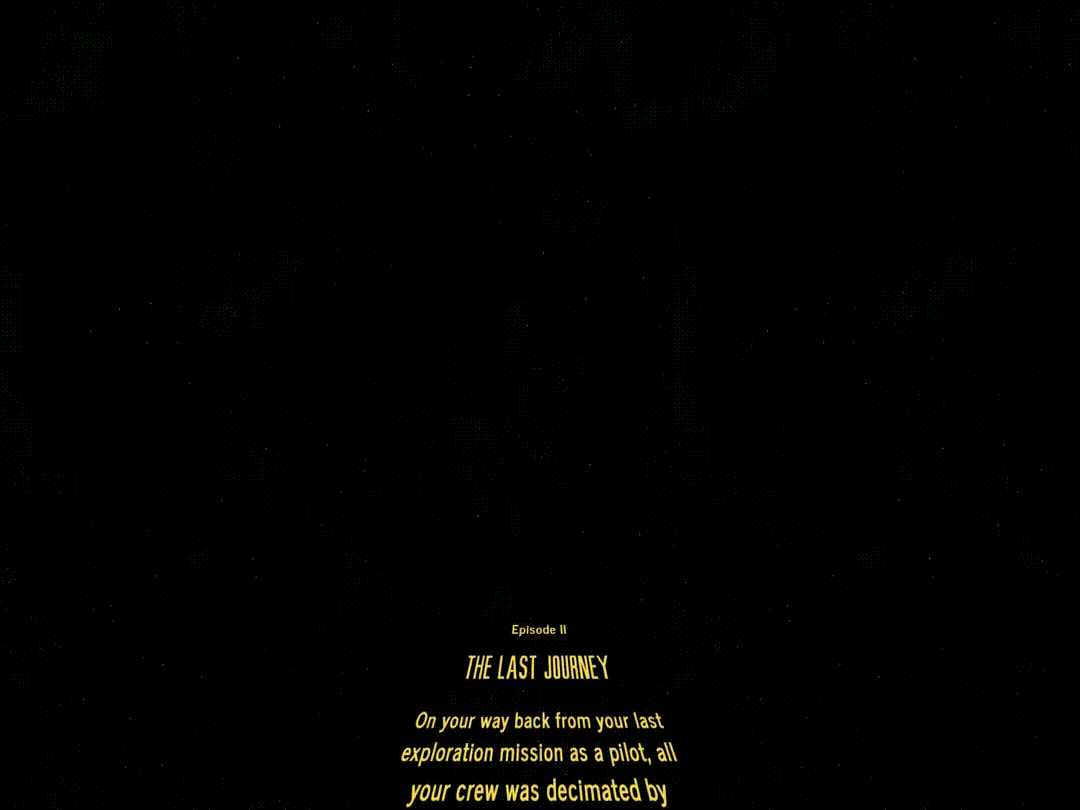 Episode II
THE LAST JOURNEY
On your way back from your last
exploration mission as a pilot, all
your crew was decimated by